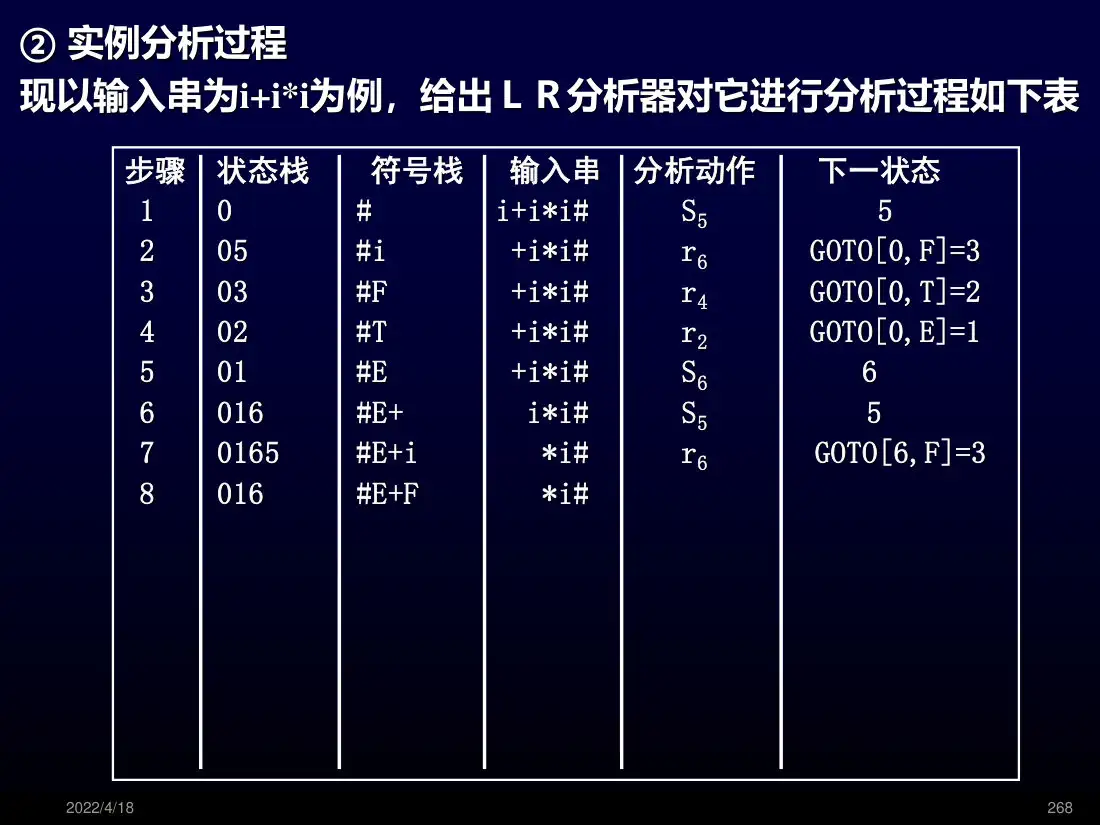 ② 实例分析过程
现以输入串为i+i*i为例，给出ＬＲ分析器对它进行分析过程如下表
步骤 状态栈 符号栈 输入串 分析动作 下一状态
1 0 # i+i*i# S5 5
2 05 #i +i*i# r6 GOTO[0,F]=3
3 03 #F +i*i# r4 GOTO[0,T]=2
4 02 #T +i*i# r2 GOTO[0,E]=1
5 01 #E +i*i# S6 6
6 016 #E+ i*i# S5 5
7 0165 #E+i *i# r6 GOTO[6,F]=3
8 016 #E+F *i#
2022/4/18 268